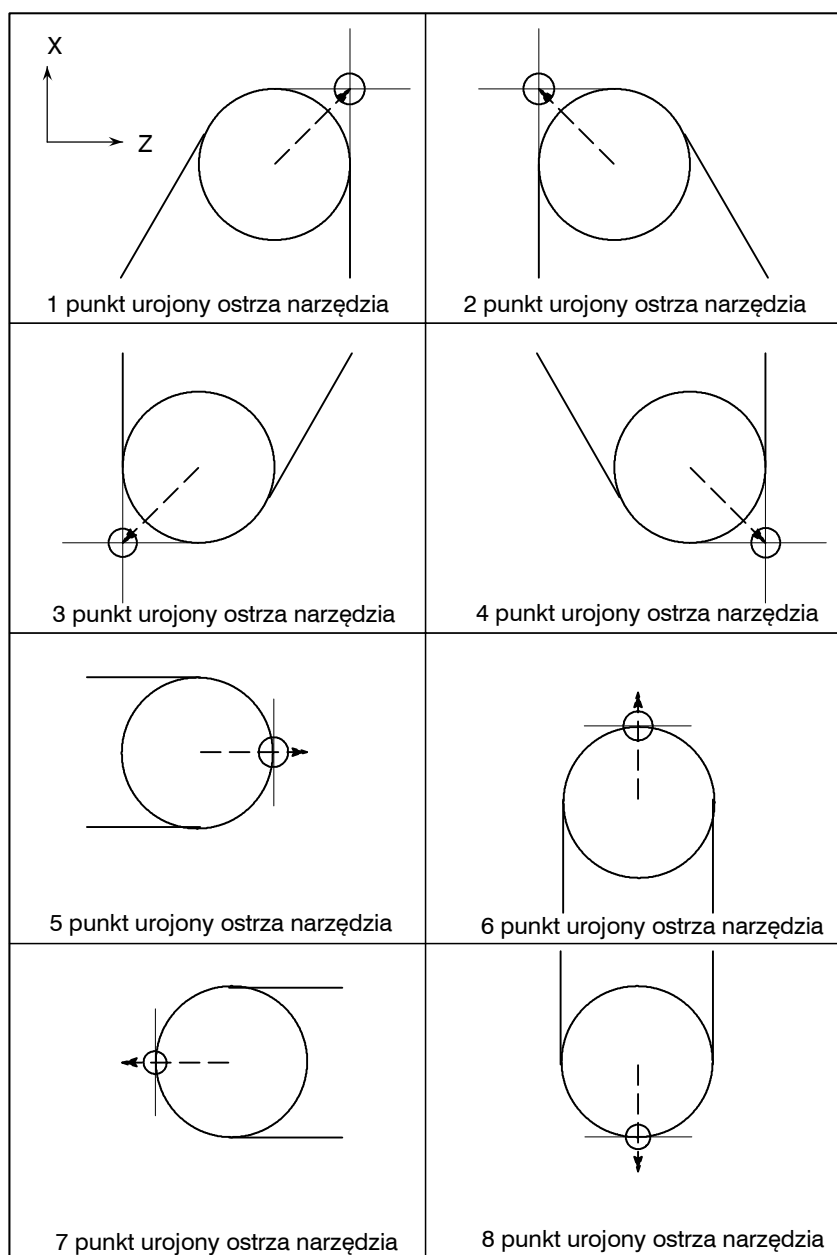 X
Z
1 punkt urojony ostrza narzędzia
2 punkt urojony ostrza narzędzia
3 punkt urojony ostrza narzędzia
4 punkt urojony ostrza narzędzia
5 punkt urojony ostrza narzędzia
6 punkt urojony ostrza narzędzia
7 punkt urojony ostrza narzędzia
8 punkt urojony ostrza narzędzia